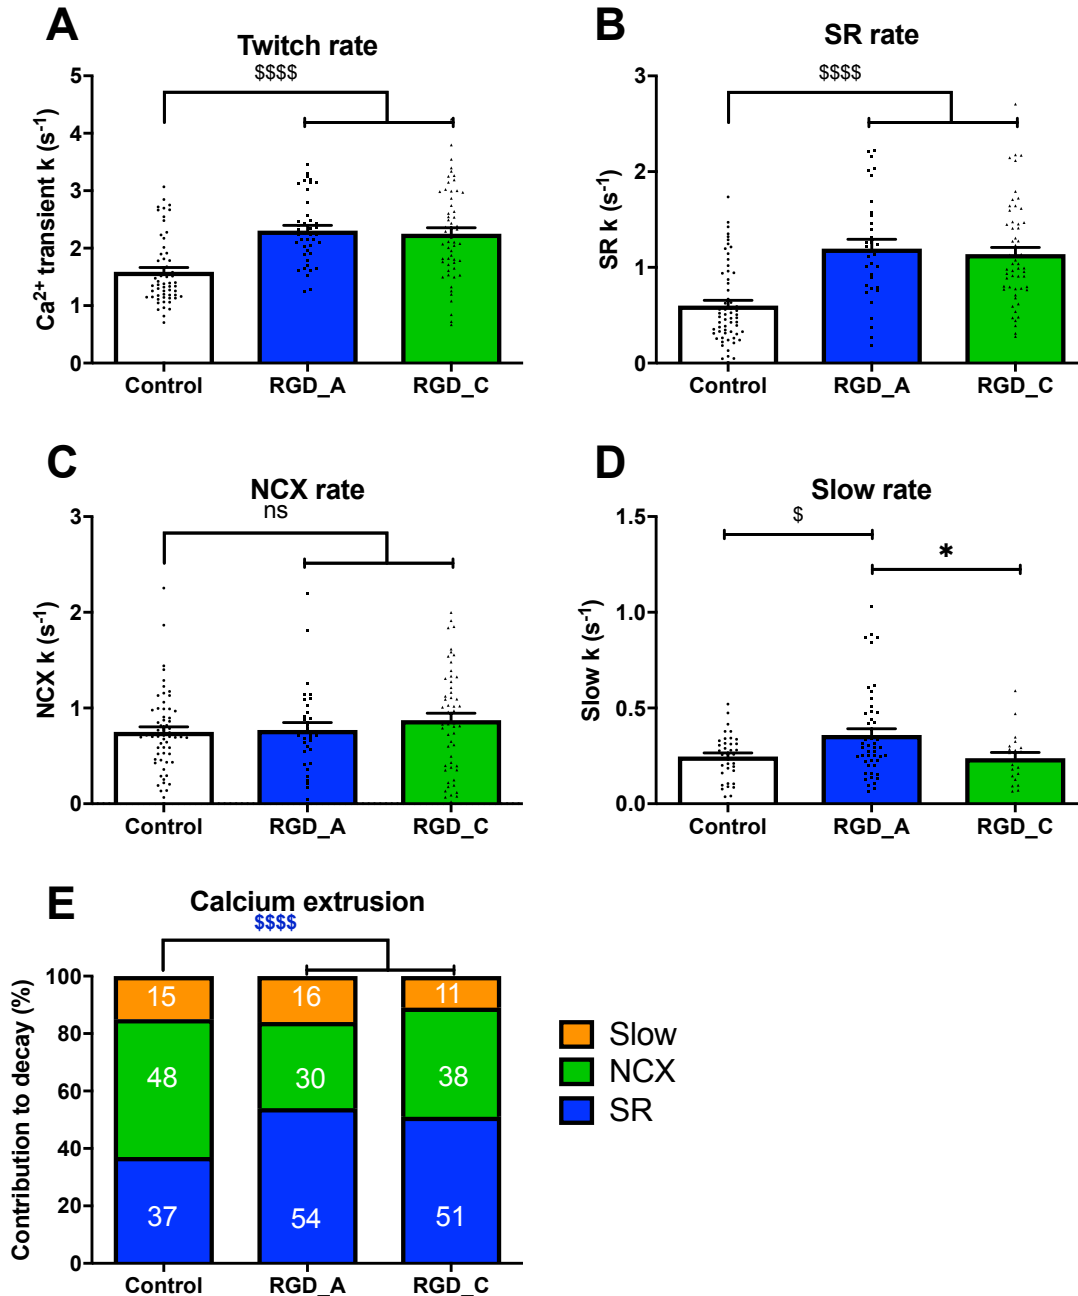 A
Twitch rate
$$$$
Ca²⁺ transient k (s⁻¹)
5
4
3
2
1
0
Control RGD_A RGD_C
B
SR rate
$$$$
SR k (s⁻¹)
3
2
1
0
Control RGD_A RGD_C
C
NCX rate
ns
NCX k (s⁻¹)
3
2
1
0
Control RGD_A RGD_C
D
Slow rate
$
*
Slow k (s⁻¹)
1.5
1.0
0.5
0.0
Control RGD_A RGD_C
E
Calcium extrusion
$$$$
Contribution to decay (%)
100
80
60
40
20
0
15 16 11
48 30 38
37 54 51
Control RGD_A RGD_C
Slow
NCX
SR